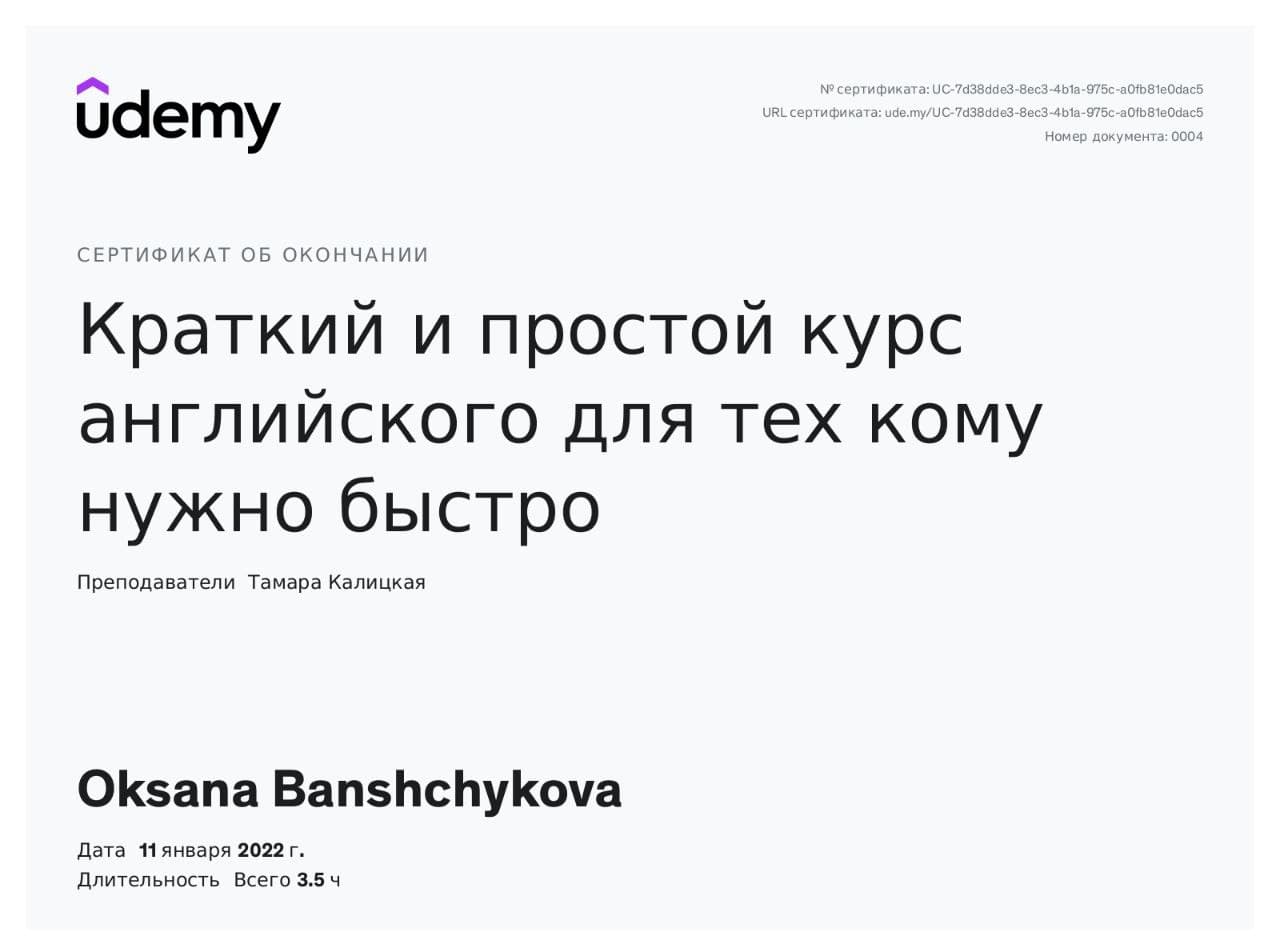 ûdemy
№ сертификата: UC-7d38dde3-8ec3-4b1a-975c-a0fb81e0dac5
URL сертификата: ude.my/UC-7d38dde3-8ec3-4b1a-975c-a0fb81e0dac5
Номер документа: 0004
СЕРТИФИКАТ ОБ ОКОНЧАНИИ
Краткий и простой курс
английского для тех кому
нужно быстро
Преподаватели Тамара Калицкая
Oksana Banshchykova
Дата 11 января 2022 г.
Длительность Всего 3.5 ч